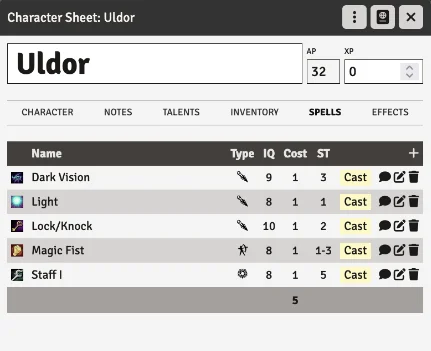 Character Sheet: Uldor
AP XP
Uldor 32 0
CHARACTER NOTES TALENTS INVENTORY SPELLS EFFECTS
Name Type IQ Cost ST +
Dark Vision 9 1 3 Cast
Light 8 1 1 Cast
Lock/Knock 10 1 2 Cast
Magic Fist 8 1 1-3 Cast
Staff I 8 1 5 Cast
5